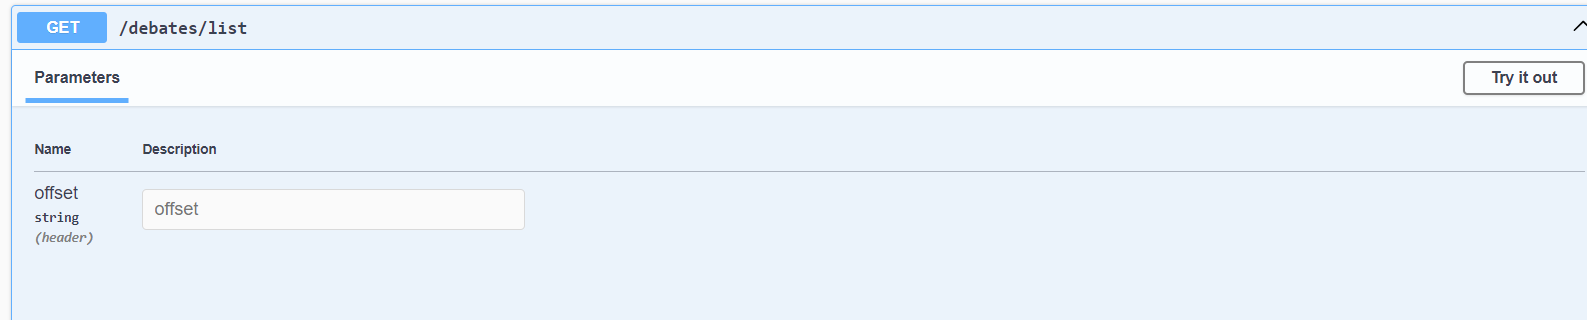 GET /debates/list
Parameters
Try it out
Name Description
offset
offset
string
(header)